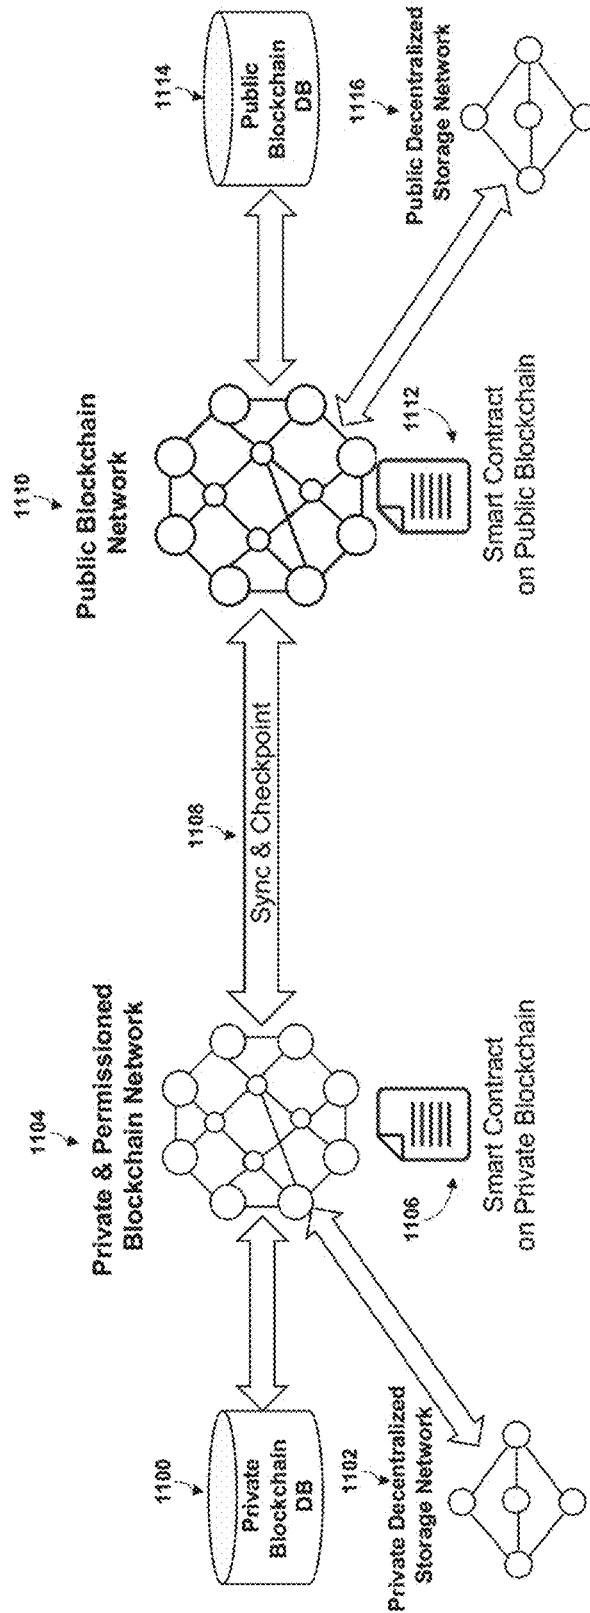 1100
Private
Blockchain
DB
1102
Private Decentralized
Storage Network
1104
Private & Permissioned
Blockchain Network
1106
Smart Contract
on Private Blockchain
1108
Sync & Checkpoint
1110
Public Blockchain
Network
1112
Smart Contract
on Public Blockchain
1114
Public
Blockchain
DB
1116
Public Decentralized
Storage Network